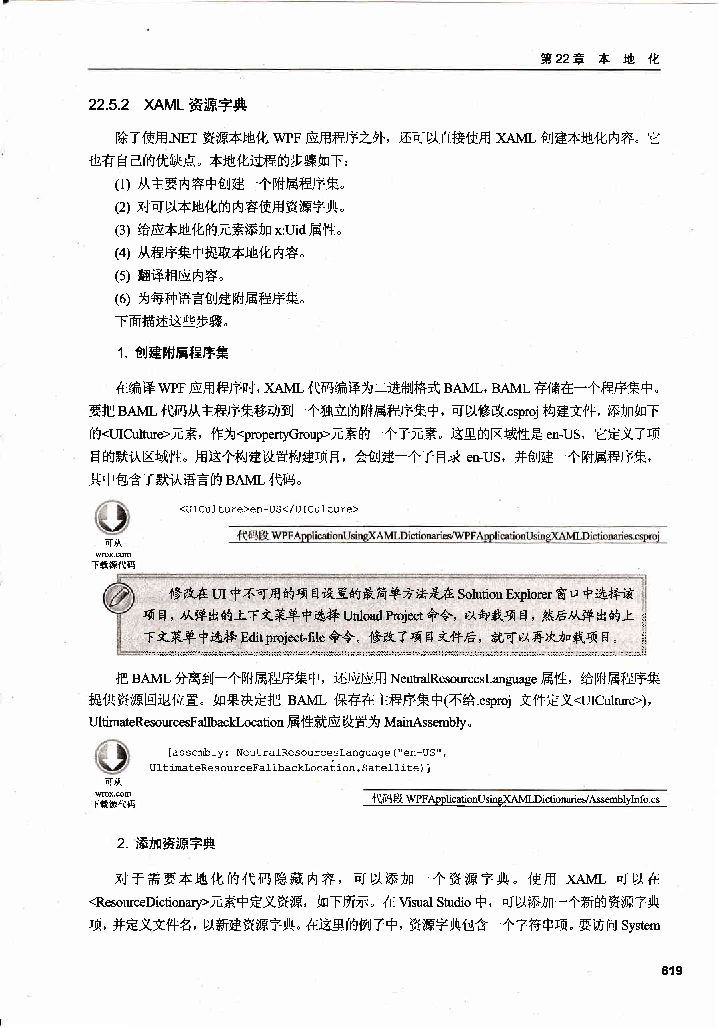 第22章 本 地 化
22.5.2 XAML 资源字典
除了使用.NET 资源本地化 WPF 应用程序之外，还可以直接使用 XAML 创建本地化内容。它
也有自己的优缺点。本地化过程的步骤如下：
(1) 从主要内容中创建一个附属程序集。
(2) 对可以本地化的内容使用资源字典。
(3) 给应本地化的元素添加 x:Uid 属性。
(4) 从程序集中提取本地化内容。
(5) 翻译相应内容。
(6) 为每种语言创建附属程序集。
下面描述这些步骤。
1. 创建附属程序集
在编译 WPF 应用程序时，XAML 代码编译为二进制格式 BAML，BAML 存储在一个程序集中。
要把 BAML 代码从主程序集移动到一个独立的附属程序集中，可以修改.csproj 构建文件，添加如下
的<UICulture>元素，作为<propertyGroup>元素的一个子元素。这里的区域性是 en-US，它定义了项
目的默认区域性。用这个构建设置构建项目，会创建一个子目录 en-US，并创建一个附属程序集，
其中包含了默认语言的 BAML 代码。
<UICulture>en-US</UICulture>
可从
wrox.com
下载源代码
代码段 WPFApplicationUsingXAMLDictionaries/WPFApplicationUsingXAMLDictionaries.csproj
修改在 UI 中不可用的项目设置的最简单方法是在 Solution Explorer 窗口中选择该
项目，从弹出的上下文菜单中选择 Unload Project 命令，以卸载项目，然后从弹出的上
下文菜单中选择 Edit project-file 命令。修改了项目文件后，就可以再次加载项目。
把 BAML 分离到一个附属程序集中，还应应用 NeutralResourcesLanguage 属性，给附属程序集
提供资源回退位置。如果决定把 BAML 保存在主程序集中(不给.csproj 文件定义<UICulture>)，
UltimateResourcesFallbackLocation 属性就应设置为 MainAssembly。
[assembly: NeutralResourcesLanguage("en-US",
UltimateResourceFallbackLocation.Satellite)]
可从
wrox.com
下载源代码
代码段 WPFApplicationUsingXAMLDictionaries/AssemblyInfo.cs
2. 添加资源字典
对于需要本地化的代码隐藏内容，可以添加一个资源字典。使用 XAML 可以在
<ResourceDictionary>元素中定义资源，如下所示。在 Visual Studio 中，可以添加一个新的资源字典
项，并定义文件名，以新建资源字典。在这里的例子中，资源字典包含一个字符串项。要访问 System
619